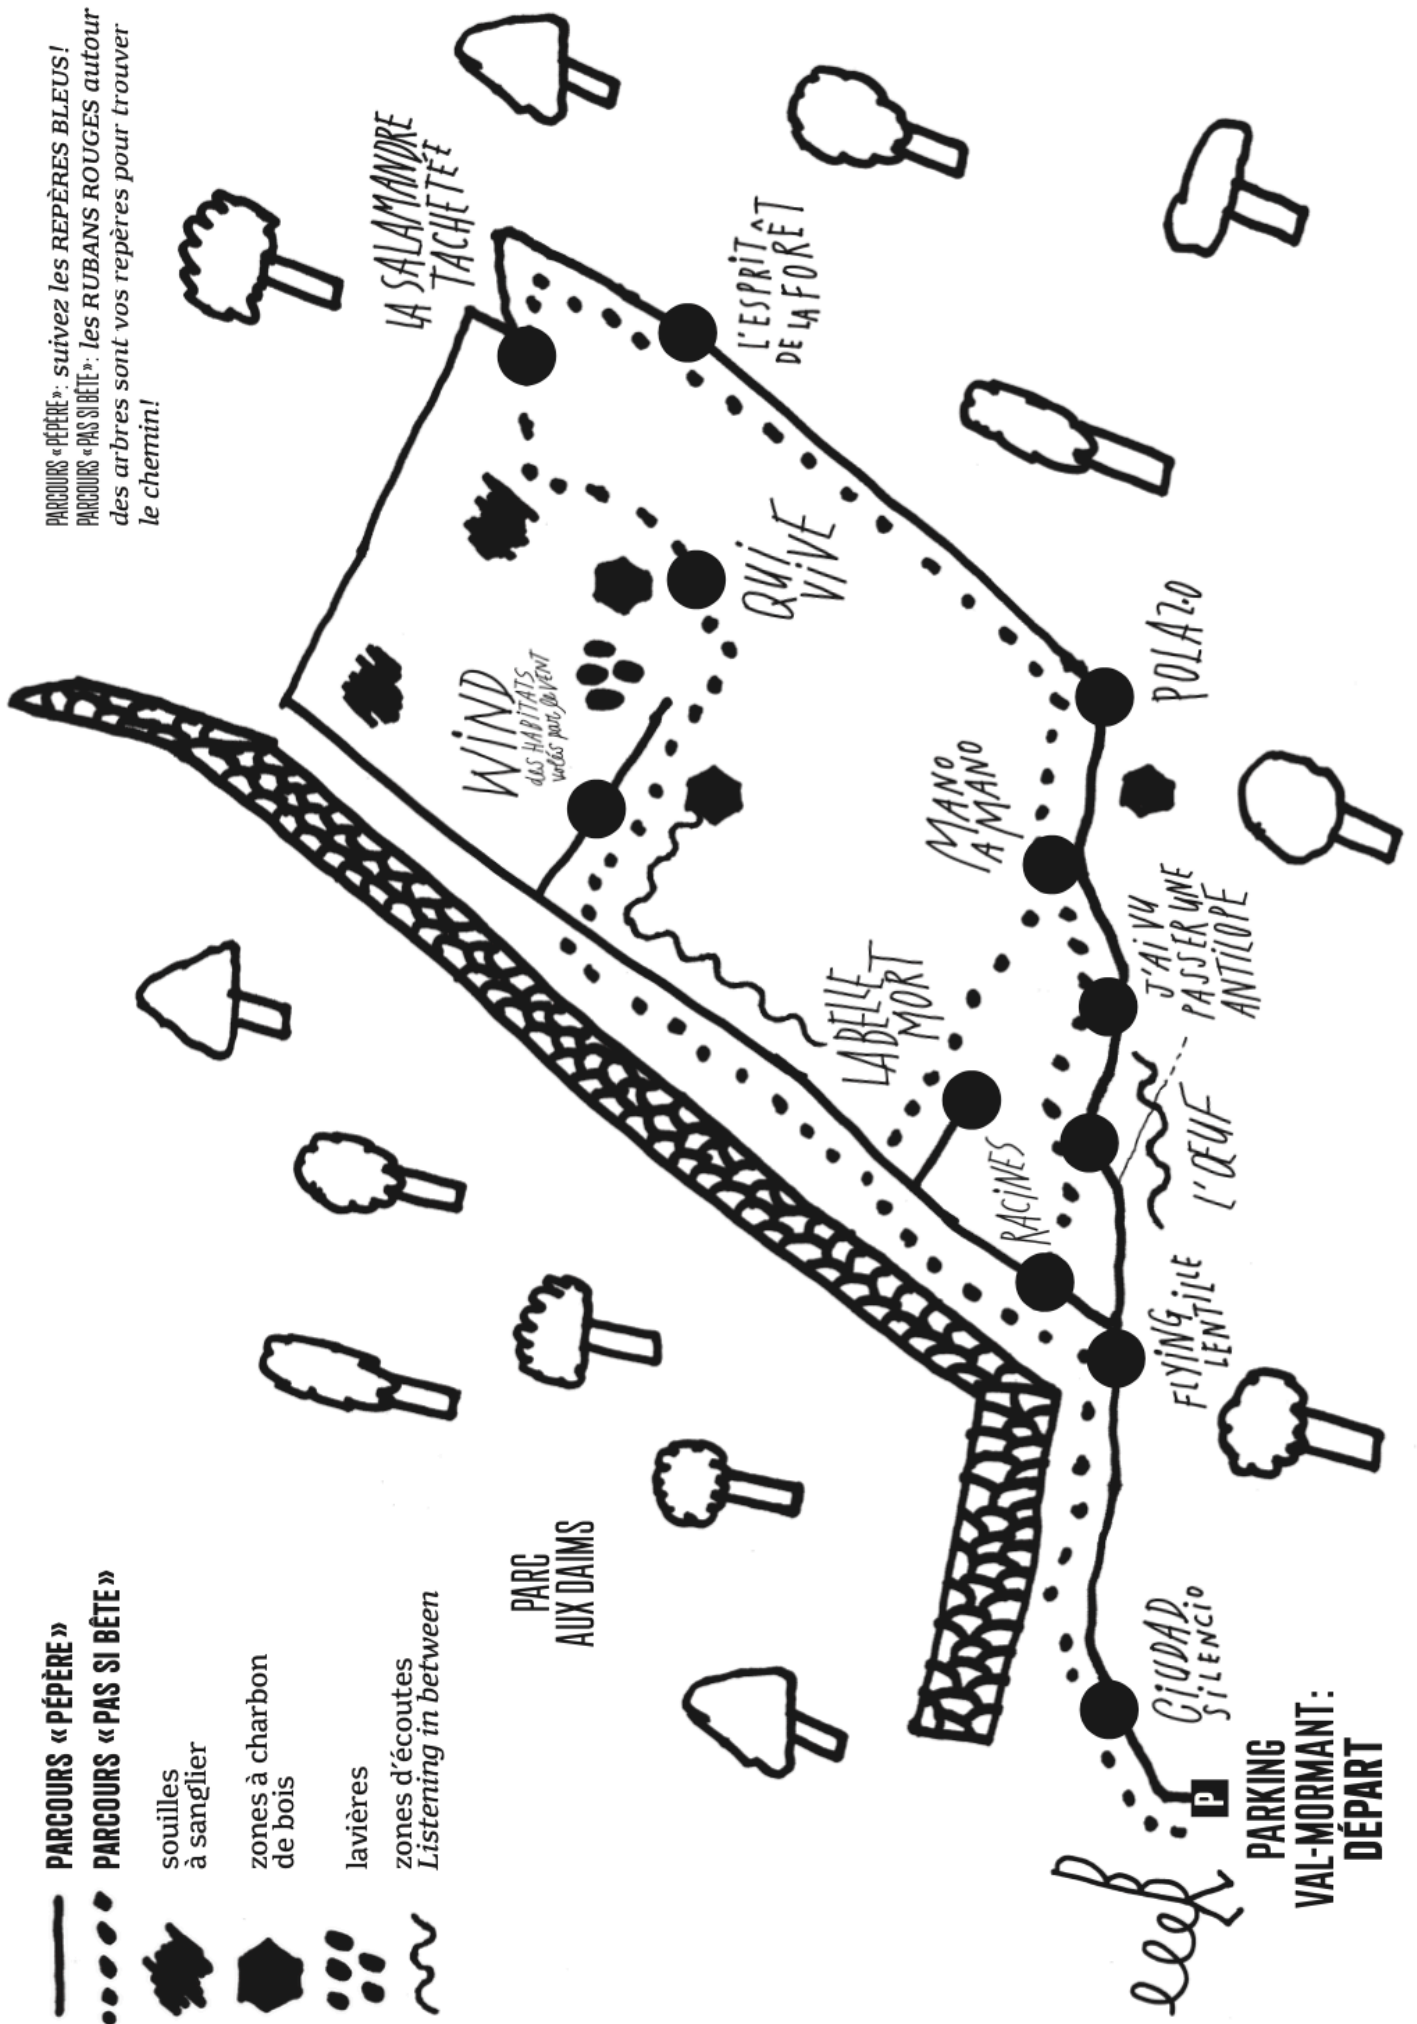 PARCOURS «PÉPÈRE»
PARCOURS «PAS SI BÊTE»
souilles
à sanglier
zones à charbon
de bois
lavières
zones d'écoutes
Listening in between
PARCOURS «PÉPÈRE»: suivez les REPÈRES BLEUS!
PARCOURS «PAS SI BÊTE»: les RUBANS ROUGES autour
des arbres sont vos repères pour trouver
le chemin!
LA SALAMANDRE
TACHETÉE
WIND
des HABITATS
volés par le VENT
PARC
AUX DAIMS
L'ESPRIT
DE LA FORÊT
QUI
VIVE
LABELLE
MORT
MANO
A MANO
RACINES
POLA 2.0
J'AI VU
PASSER UNE
ANTILOPE
L'ŒUF
FLYING
LENTILLE
CIUDAD
SILENCIO
P
PARKING
VAL-MORMANT:
DÉPART